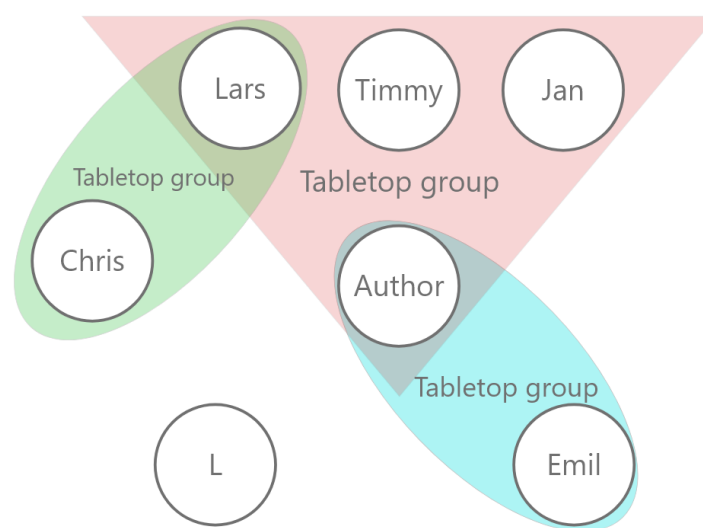 Lars
Timmy
Jan
Tabletop group
Tabletop group
Chris
Author
Tabletop group
L
Emil